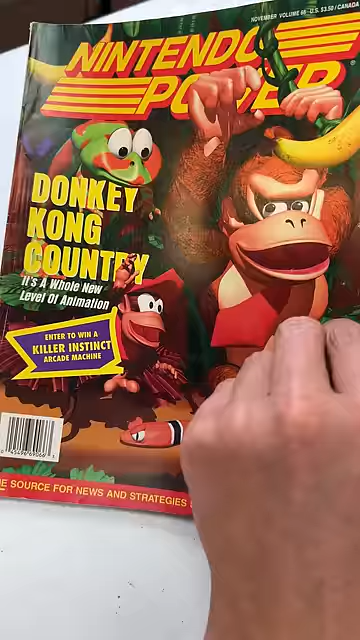 NOVEMBER VOLUME 66 - U.S. $3.50 / CANADA
NINTENDO
POWER
DONKEY
KONG
COUNTRY
It's A Whole New
Level Of Animation
ENTER TO WIN A
KILLER INSTINCT
ARCADE MACHINE
E SOURCE FOR NEWS AND STRATEGIES